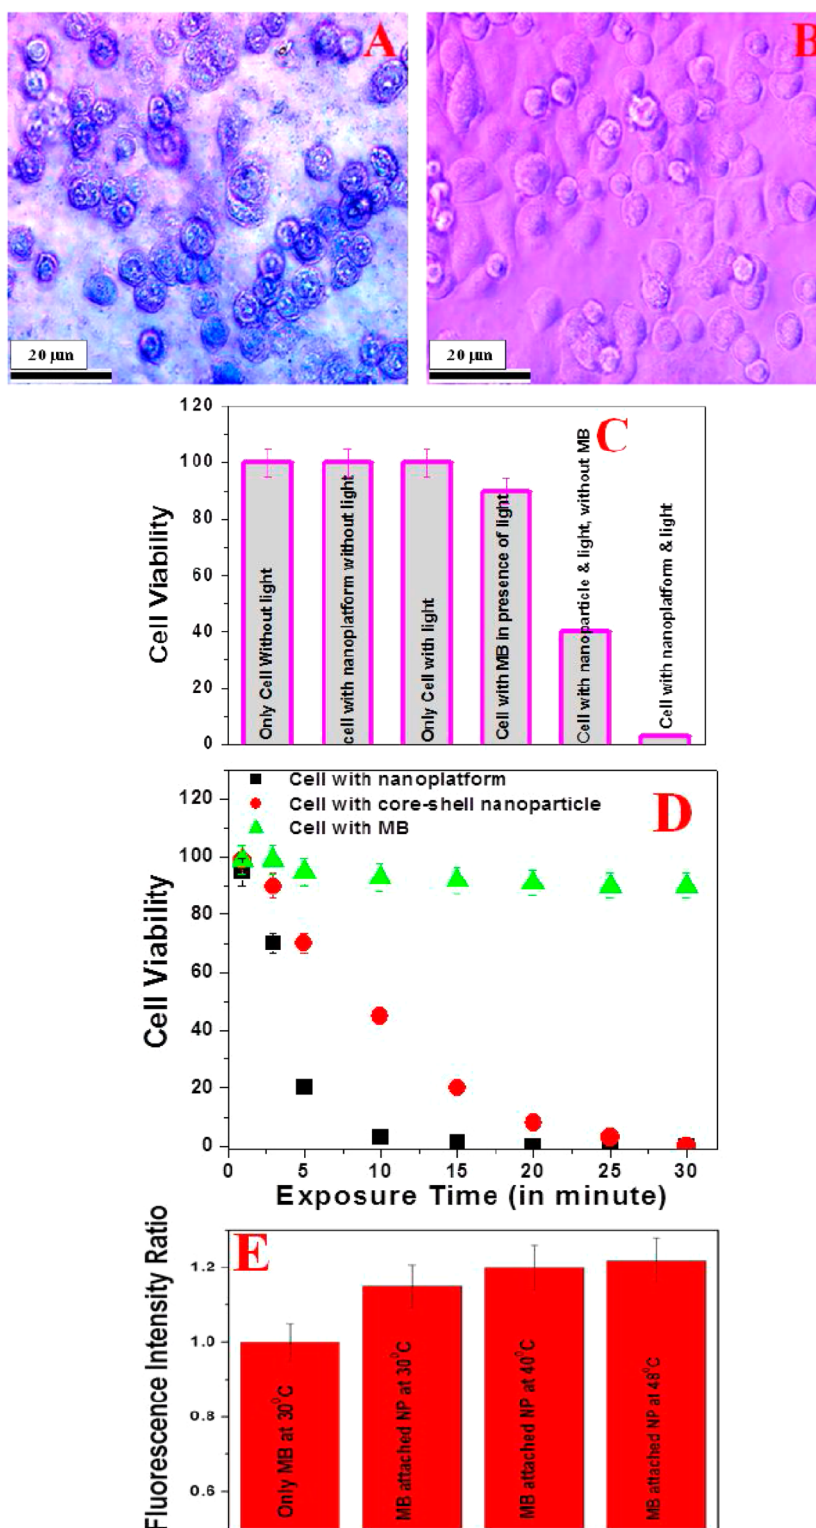 A
B
20 µm
20 µm
C
Cell Viability
120
100
80
60
40
20
0
Only Cell Without light
cell with nanoplatform without light
Only Cell with light
Cell with MB in presence of light
Cell with nanoparticle & light, without MB
Cell with nanoplatform & light
D
Cell with nanoplatform
Cell with core-shell nanoparticle
Cell with MB
Cell Viability
120
100
80
60
40
20
0
0 5 10 15 20 25 30
Exposure Time (in minute)
E
Fluorescence Intensity Ratio
1.2
1.0
0.8
0.6
Only MB at 30⁰C
MB attached NP at 30⁰C
MB attached NP at 40⁰C
MB attached NP at 48⁰C